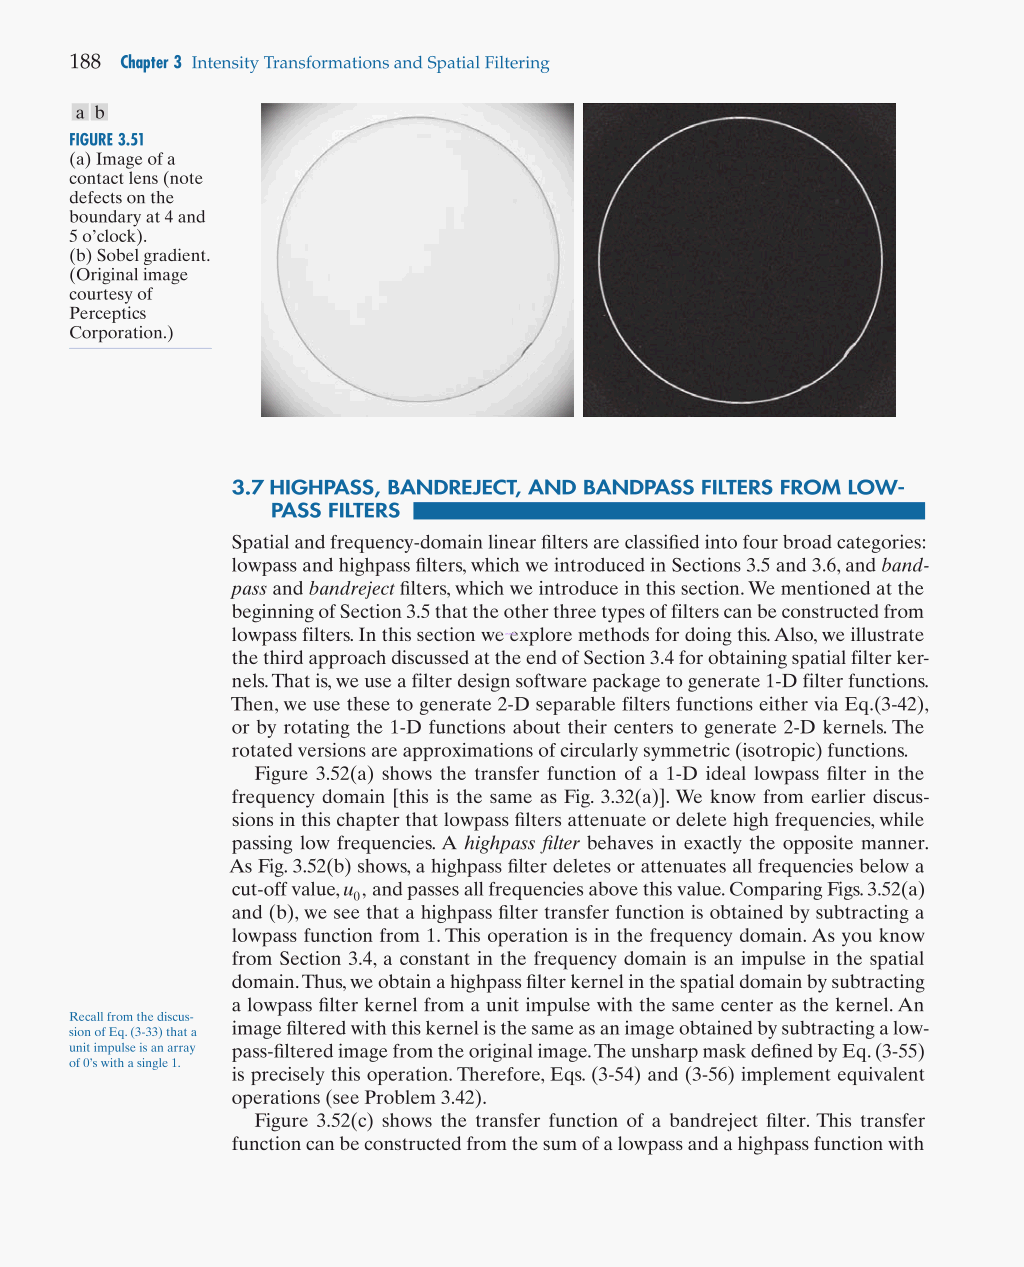 188 Chapter 3 Intensity Transformations and Spatial Filtering
a b
FIGURE 3.51
(a) Image of a
contact lens (note
defects on the
boundary at 4 and
5 o’clock).
(b) Sobel gradient.
(Original image
courtesy of
Perceptics
Corporation.)
3.7 HIGHPASS, BANDREJECT, AND BANDPASS FILTERS FROM LOW-
PASS FILTERS
Spatial and frequency-domain linear filters are classified into four broad categories:
lowpass and highpass filters, which we introduced in Sections 3.5 and 3.6, and band-
pass and bandreject filters, which we introduce in this section. We mentioned at the
beginning of Section 3.5 that the other three types of filters can be constructed from
lowpass filters. In this section we explore methods for doing this. Also, we illustrate
the third approach discussed at the end of Section 3.4 for obtaining spatial filter ker-
nels. That is, we use a filter design software package to generate 1-D filter functions.
Then, we use these to generate 2-D separable filters functions either via Eq.(3-42),
or by rotating the 1-D functions about their centers to generate 2-D kernels. The
rotated versions are approximations of circularly symmetric (isotropic) functions.
Figure 3.52(a) shows the transfer function of a 1-D ideal lowpass filter in the
frequency domain [this is the same as Fig. 3.32(a)]. We know from earlier discus-
sions in this chapter that lowpass filters attenuate or delete high frequencies, while
passing low frequencies. A highpass filter behaves in exactly the opposite manner.
As Fig. 3.52(b) shows, a highpass filter deletes or attenuates all frequencies below a
cut-off value, u₀, and passes all frequencies above this value. Comparing Figs. 3.52(a)
and (b), we see that a highpass filter transfer function is obtained by subtracting a
lowpass function from 1. This operation is in the frequency domain. As you know
from Section 3.4, a constant in the frequency domain is an impulse in the spatial
domain. Thus, we obtain a highpass filter kernel in the spatial domain by subtracting
a lowpass filter kernel from a unit impulse with the same center as the kernel. An
image filtered with this kernel is the same as an image obtained by subtracting a low-
pass-filtered image from the original image. The unsharp mask defined by Eq. (3-55)
is precisely this operation. Therefore, Eqs. (3-54) and (3-56) implement equivalent
operations (see Problem 3.42).
Recall from the discus-
sion of Eq. (3-33) that a
unit impulse is an array
of 0’s with a single 1.
Figure 3.52(c) shows the transfer function of a bandreject filter. This transfer
function can be constructed from the sum of a lowpass and a highpass function with